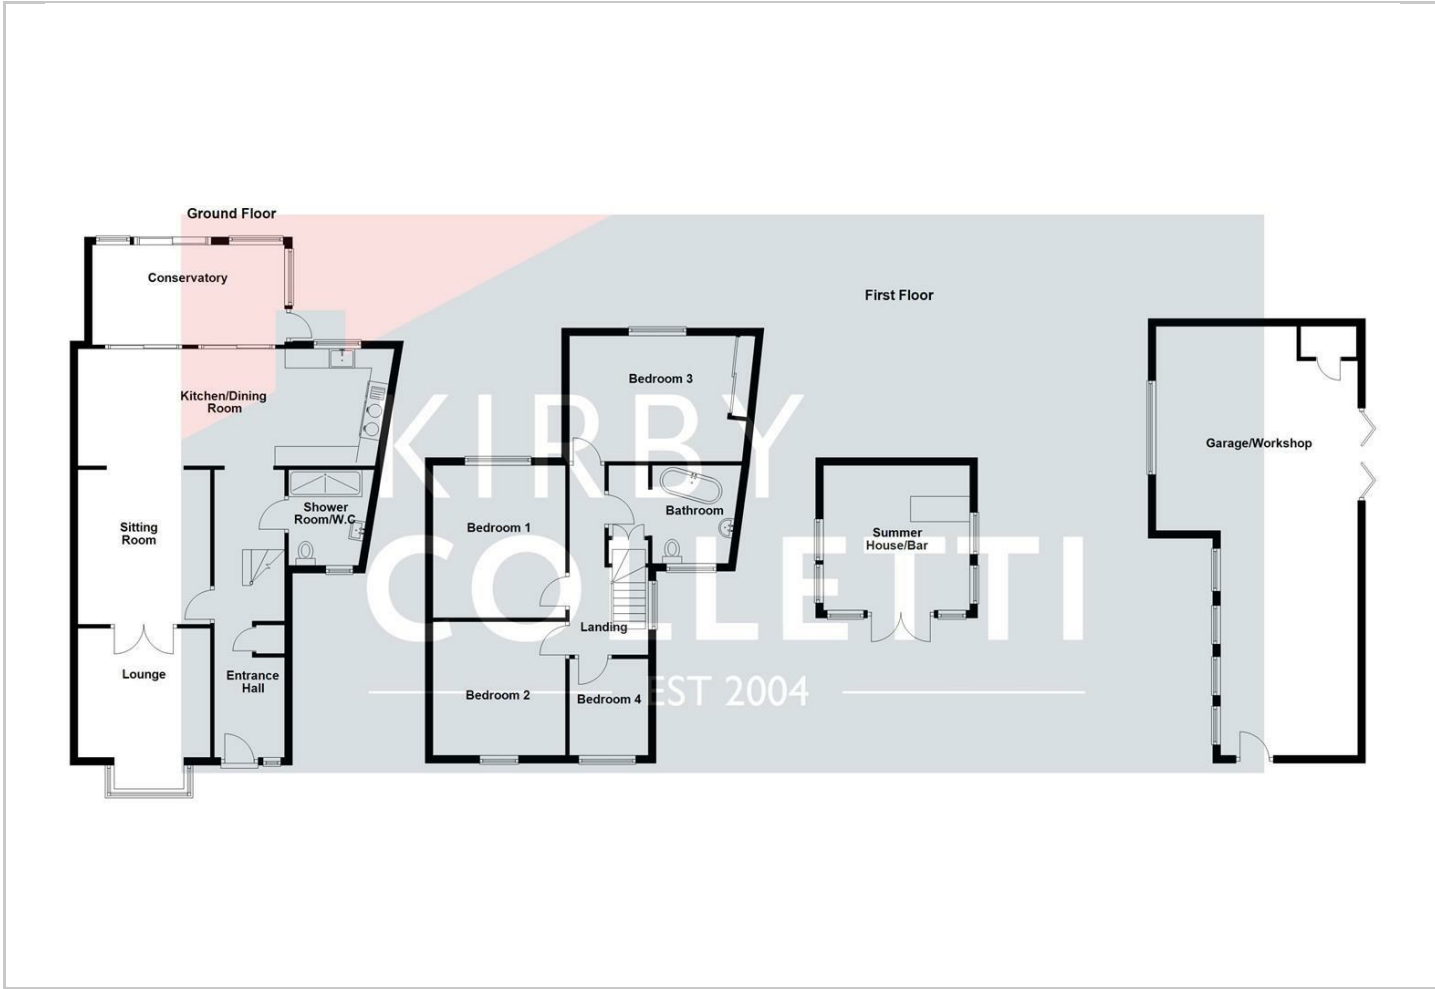 Ground Floor
Conservatory
First Floor
Kitchen/Dining
Room
Bedroom 3
Garage/Workshop
KIRBY
COLLETTI
EST 2004
Shower
Room/W.C
Sitting
Room
Bedroom 1
Bathroom
Summer
House/Bar
Landing
Lounge
Entrance
Hall
Bedroom 2
Bedroom 4